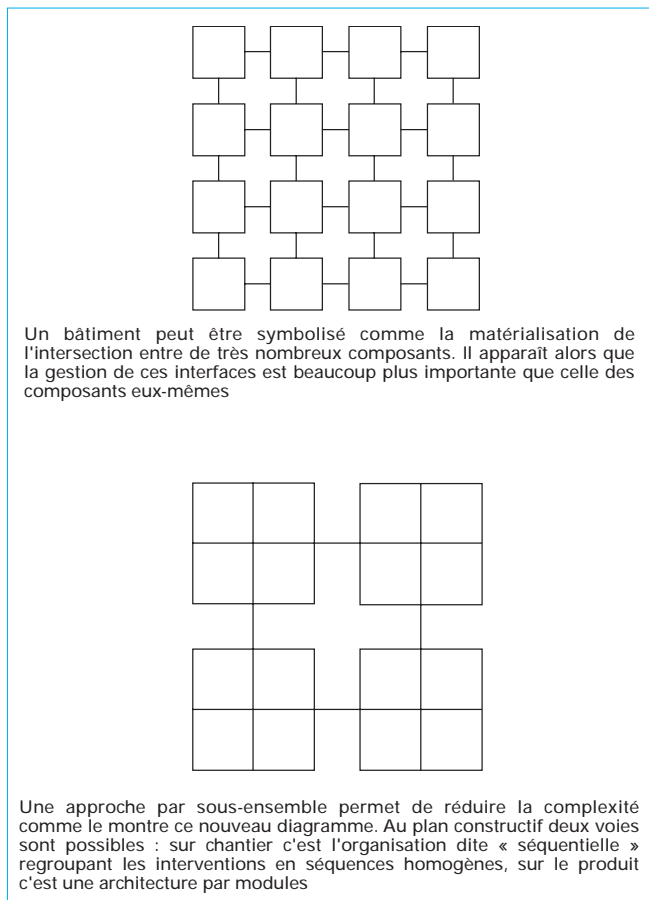 Un bâtiment peut être symbolisé comme la matérialisation de
l'intersection entre de très nombreux composants. Il apparaît alors que
la gestion de ces interfaces est beaucoup plus importante que celle des
composants eux-mêmes
Une approche par sous-ensemble permet de réduire la complexité
comme le montre ce nouveau diagramme. Au plan constructif deux voies
sont possibles : sur chantier c'est l'organisation dite « séquentielle »
regroupant les interventions en séquences homogènes, sur le produit
c'est une architecture par modules